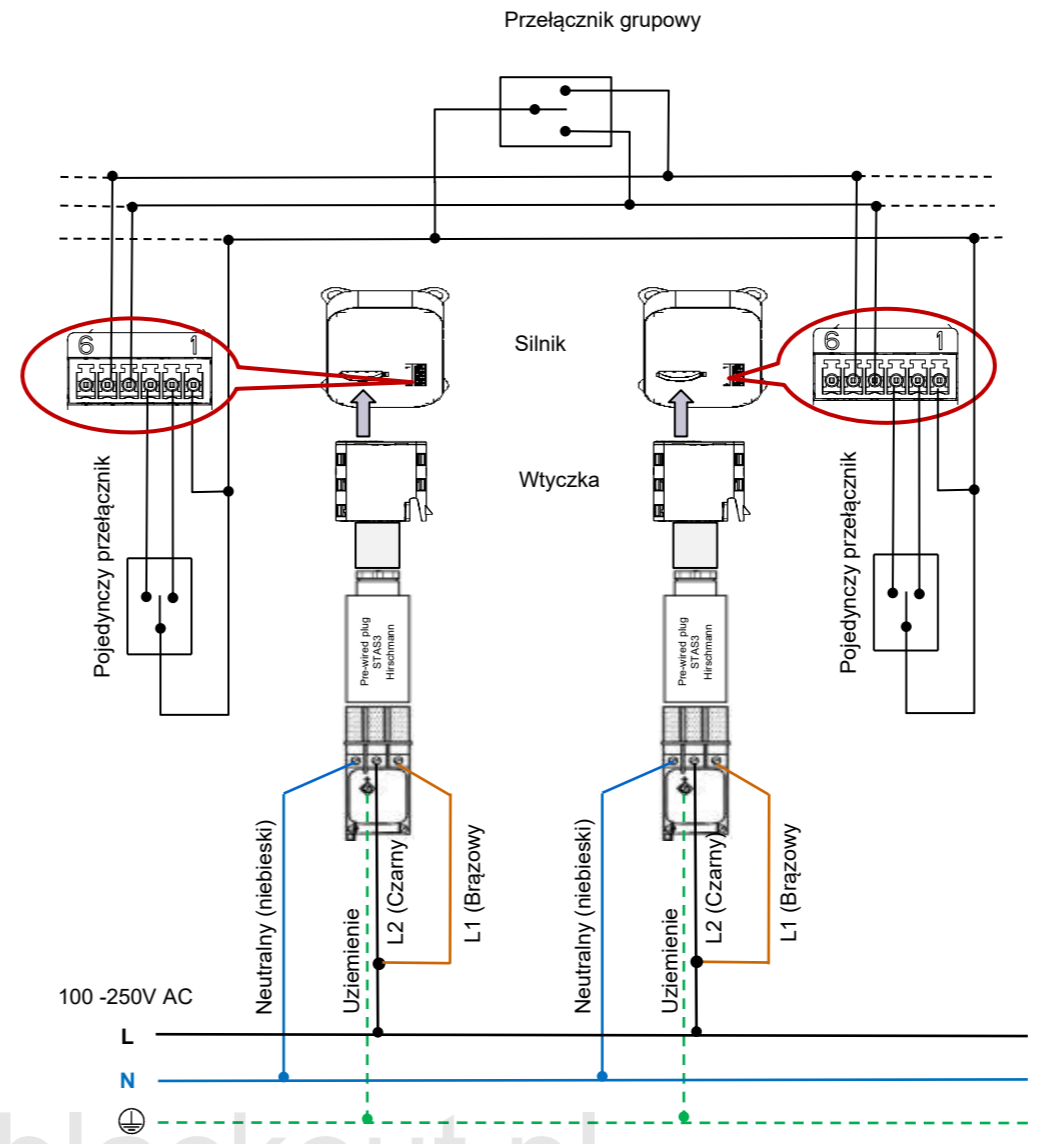 Przełącznik grupowy
6 1
6 1
Silnik
Wtyczka
Pojedynczy przełącznik
Pojedynczy przełącznik
Pre-wired plug
STAS3
Hirschmann
Pre-wired plug
STAS3
Hirschmann
Neutralny (niebieski)
Uziemienie
L2 (Czarny)
L1 (Brązowy
Neutralny (niebieski)
Uziemienie
L2 (Czarny)
L1 (Brązowy
100 -250V AC
L
N